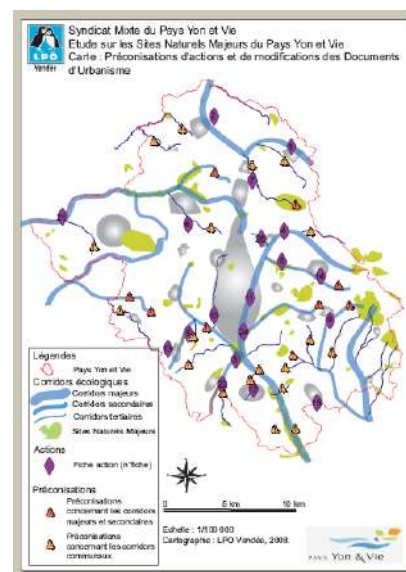 Syndicat Mixte du Pays Yon et Vie
Etude sur les Sites Naturels Majeurs du Pays Yon et Vie
Carte : Préconisations d'actions et de modifications des Documents
d'Urbanisme
LPO
Vendée
Légendes
Pays Yon et Vie
Corridors écologiques
Corridors majeurs
Corridors secondaires
Corridors tertiaires
Sites Naturels Majeurs
Actions
Fiche action (n°fiche)
Préconisations
Préconisations
concernant les corridors
majeurs et secondaires
Préconisations
concernant les corridors
communaux.
0 5 km 10 km
Echelle : 1/100 000
Cartographie : LPO Vendée, 2008.
PAYS Yon & Vie